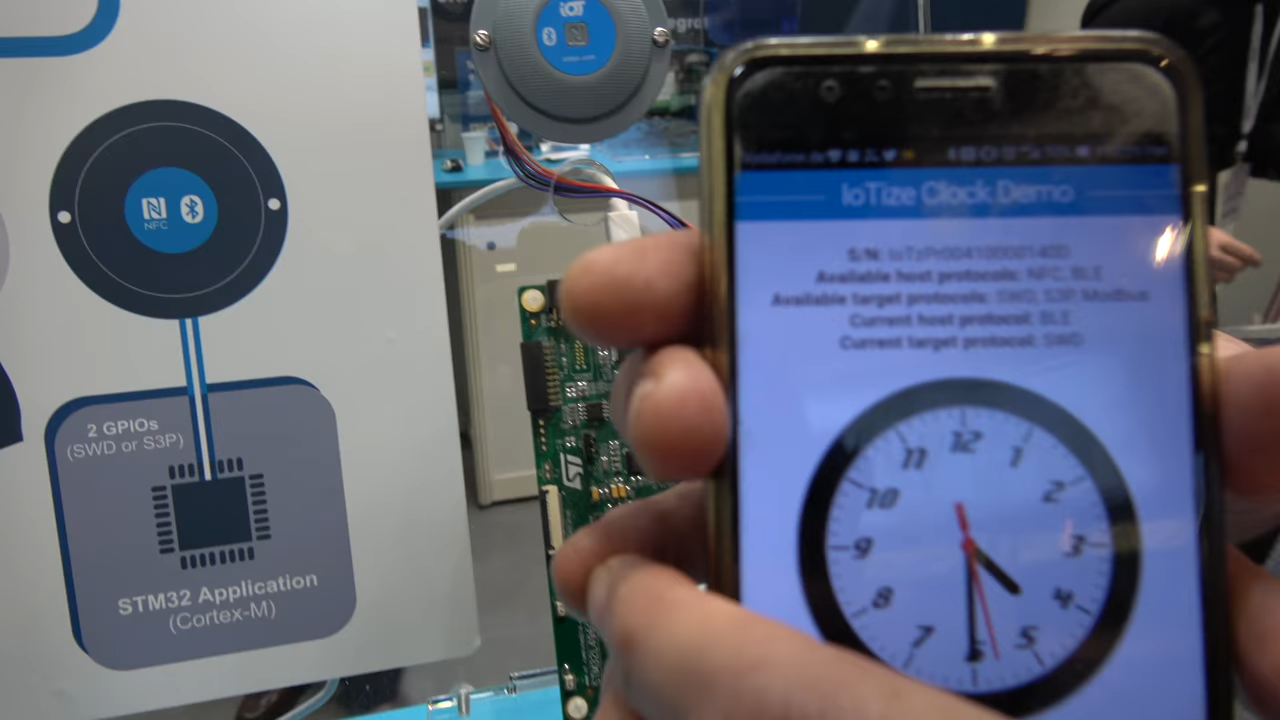 NFC
2 GPIOs
(SWD or S3P)
STM32 Application
(Cortex-M)
IoT
ST
IoTize Clock Demo
Available host protocols: NFC, BLE
Available target protocols: SWD, S3P, Modbus
Current host protocol: BLE
Current target protocol: SWD
12
11
1
10
2
9
3
8
4
7
5
6